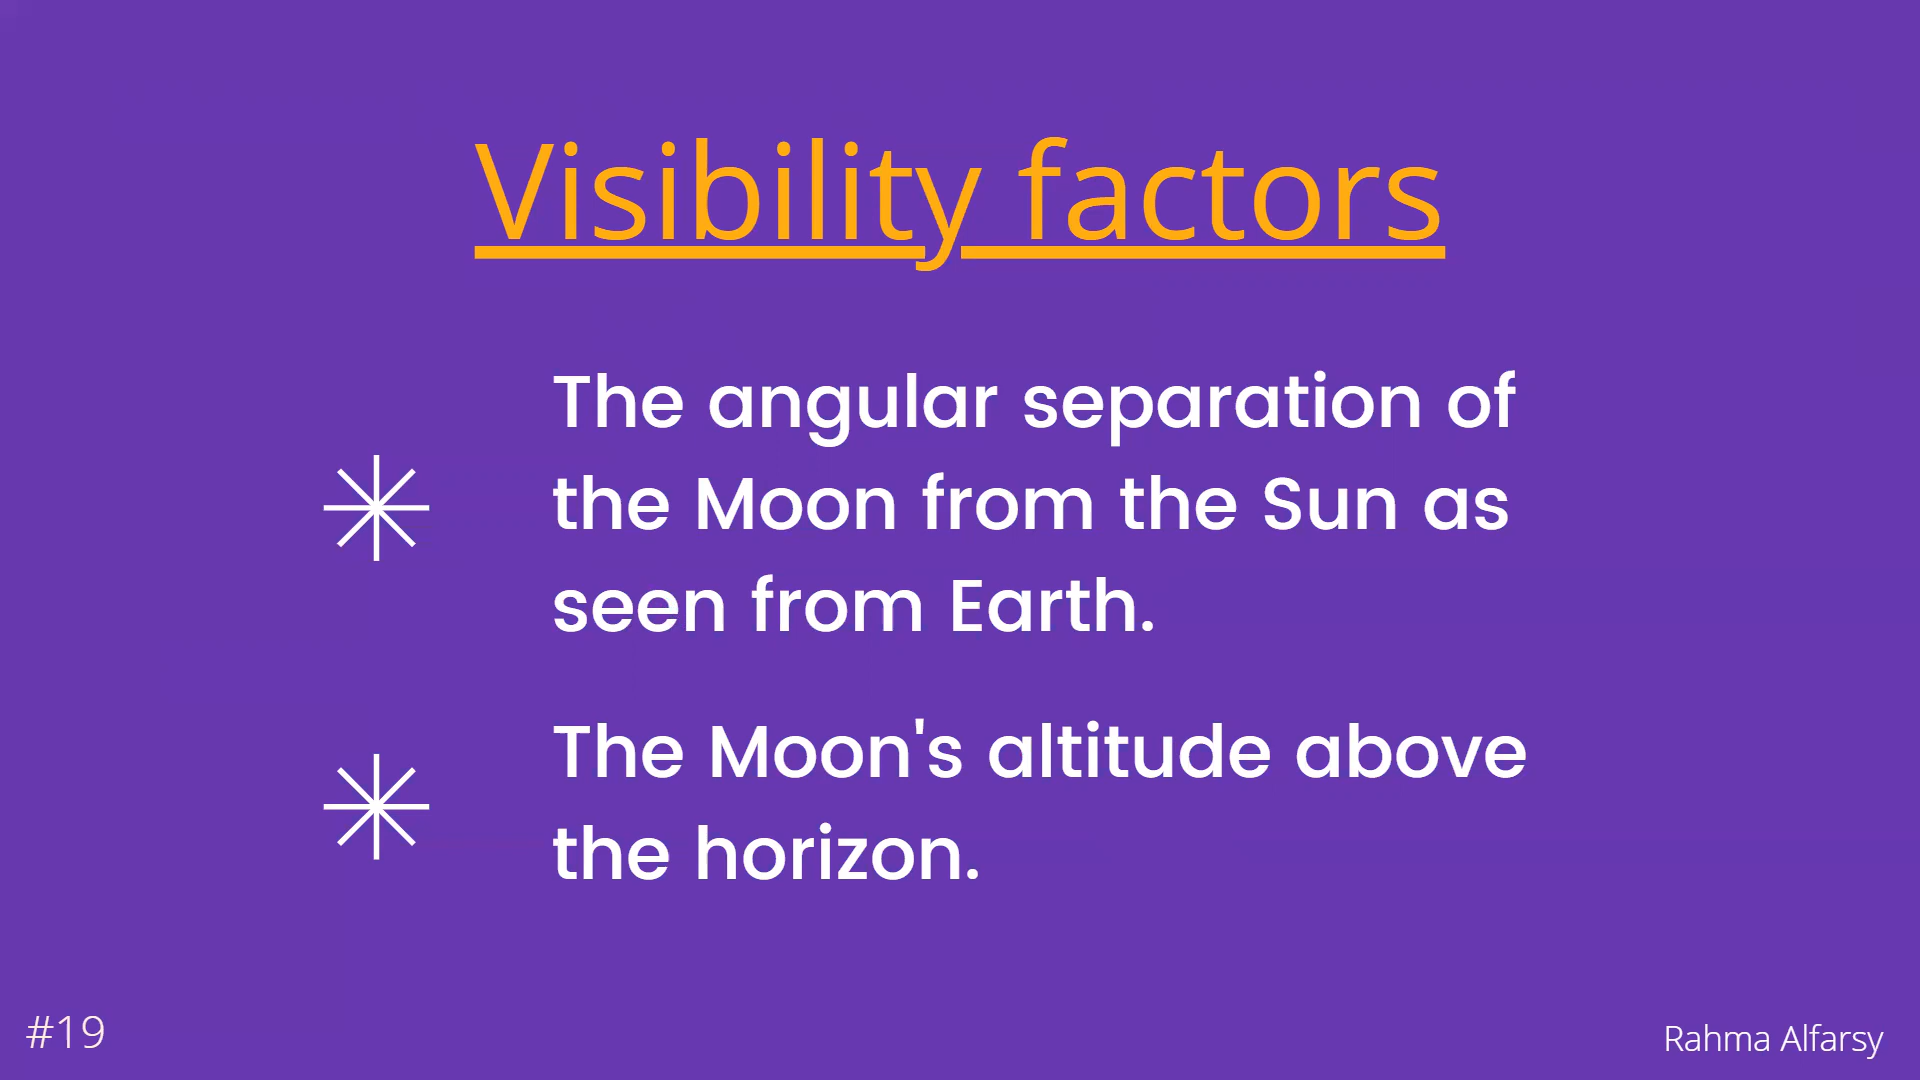 Visibility factors
The angular separation of
the Moon from the Sun as
seen from Earth.
The Moon's altitude above
the horizon.
#19
Rahma Alfarsy